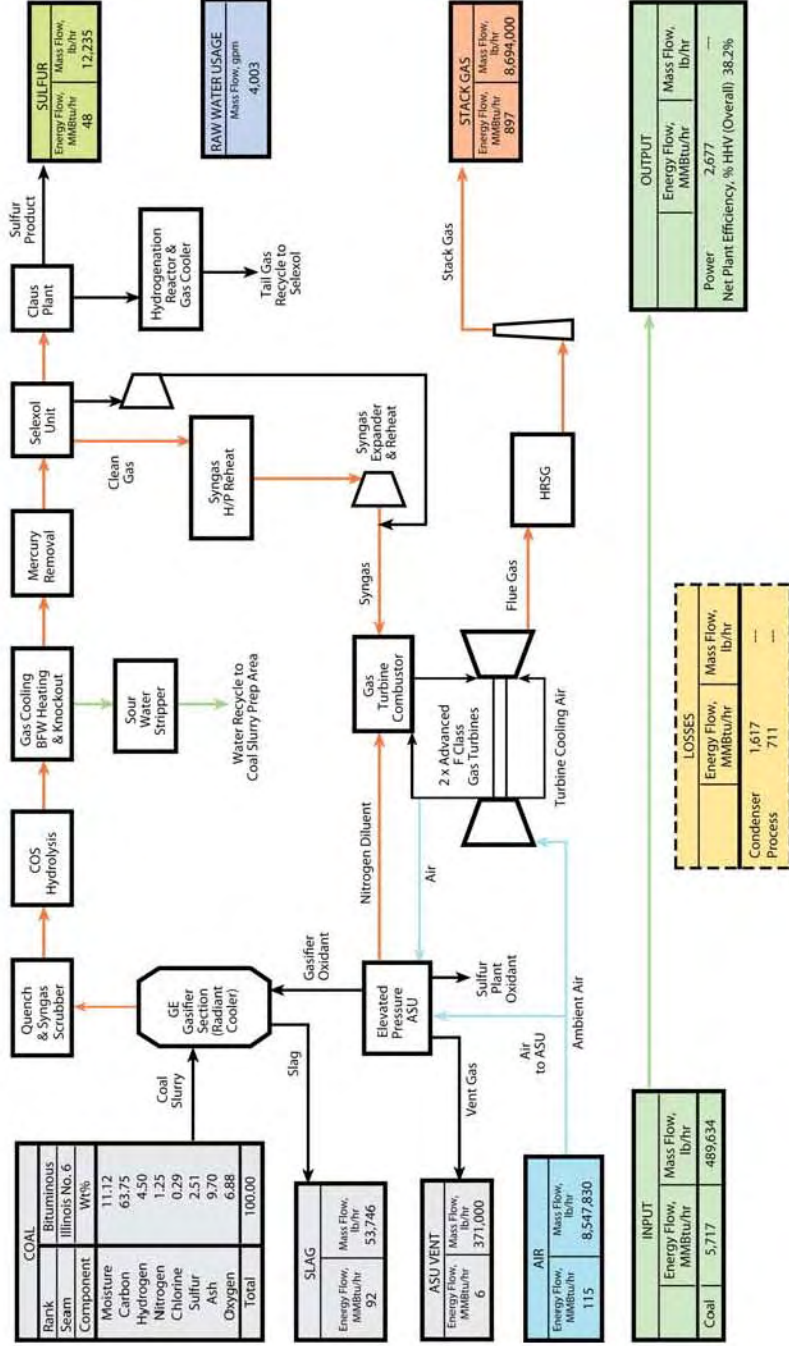 COAL
Rank Bituminous
Seam Illinois No. 6
Component Wt%
Moisture 11.12
Carbon 63.75
Hydrogen 4.50
Nitrogen 1.25
Chlorine 0.29
Sulfur 2.51
Ash 9.70
Oxygen 6.88
Total 100.00
Quench
& Syngas
Scrubber
COS
Hydrolysis
Gas Cooling
BFW Heating
& Knockout
Mercury
Removal
Selexol
Unit
Claus
Plant
Sulfur
Product
SULFUR
Energy Flow, Mass Flow,
MMBtu/hr lb/hr
48 12,235
Coal
Slurry
GE
Gasifier
Section
(Radiant
Cooler)
Slag
Sour
Water
Stripper
Water Recycle to
Coal Slurry Prep Area
Clean
Gas
Hydrogenation
Reactor &
Gas Cooler
Tail Gas
Recycle to
Selexol
RAW WATER USAGE
Mass Flow, gpm
4,003
Syngas
H/P Reheat
SLAG
Energy Flow, Mass Flow,
MMBtu/hr lb/hr
92 53,746
Gasifier
Oxidant
Syngas
Expander
& Reheat
Syngas
Elevated
Pressure
ASU
Nitrogen Diluent
Gas
Turbine
Combustor
Air
ASU VENT
Energy Flow, Mass Flow,
MMBtu/hr lb/hr
6 371,000
Vent Gas
Sulfur
Plant
Oxidant
2 x Advanced
F Class
Gas Turbines
Turbine Cooling Air
Flue Gas
HRSG
Stack Gas
STACK GAS
Energy Flow, Mass Flow,
MMBtu/hr lb/hr
897 8,694,000
AIR
Energy Flow, Mass Flow,
MMBtu/hr lb/hr
115 8,547,830
Air
to ASU
Ambient Air
INPUT
Energy Flow, Mass Flow,
MMBtu/hr lb/hr
Coal 5,717 489,634
LOSSES
Energy Flow, Mass Flow,
MMBtu/hr lb/hr
Condenser 1,617 ---
Process 711 ---
OUTPUT
Energy Flow, Mass Flow,
MMBtu/hr lb/hr
Power 2,677 ---
Net Plant Efficiency, % HHV (Overall) 38.2%